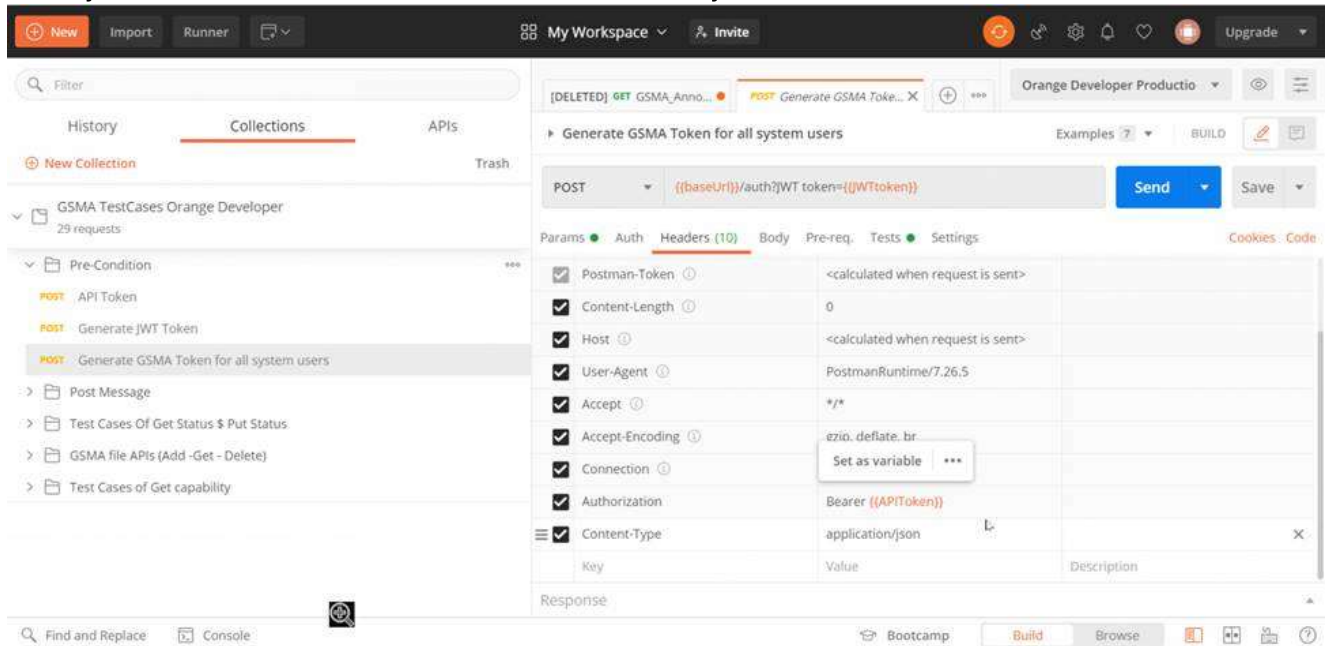 New Import Runner My Workspace Invite Upgrade
Filter
History Collections APIs
New Collection Trash
GSMA TestCases Orange Developer
29 requests
Pre-Condition
POST API Token
POST Generate JWT Token
POST Generate GSMA Token for all system users
Post Message
Test Cases Of Get Status $ Put Status
GSMA file APIs (Add -Get - Delete)
Test Cases of Get capability
[DELETED] GET GSMA_Anno... POST Generate GSMA Toke... X Orange Developer Productio
Generate GSMA Token for all system users Examples 7 BUILD
POST {{baseUrl}}/auth?JWT token={{JWTtoken}} Send Save
Params Auth Headers (10) Body Pre-req. Tests Settings Cookies Code
Postman-Token <calculated when request is sent>
Content-Length 0
Host <calculated when request is sent>
User-Agent PostmanRuntime/7.26.5
Accept */*
Accept-Encoding gzip, deflate, br
Connection
Set as variable •••
Authorization Bearer {{APIToken}}
Content-Type application/json
Key Value Description
Response
Find and Replace Console Bootcamp Build Browse